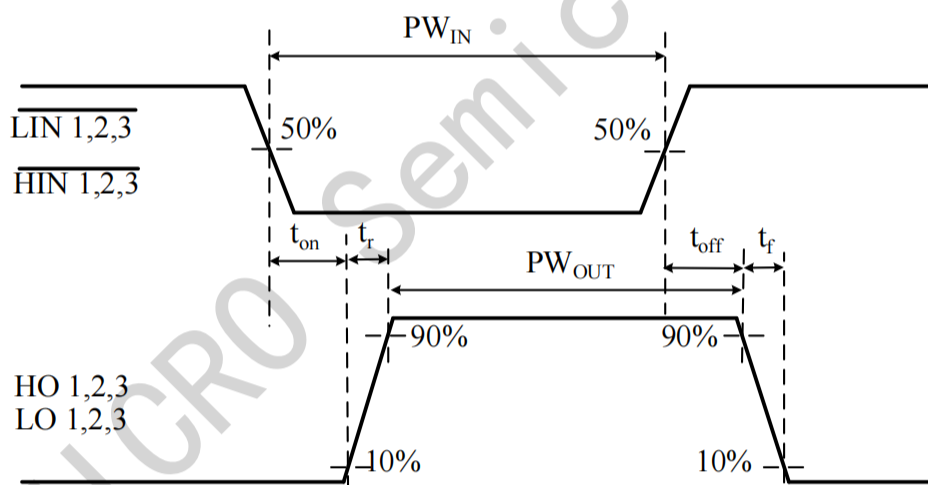 PW_IN
LIN 1,2,3
50%
50%
HIN 1,2,3
t_on
t_r
t_off
t_f
PW_OUT
90%
90%
HO 1,2,3
LO 1,2,3
10%
10%
ICRO Semic